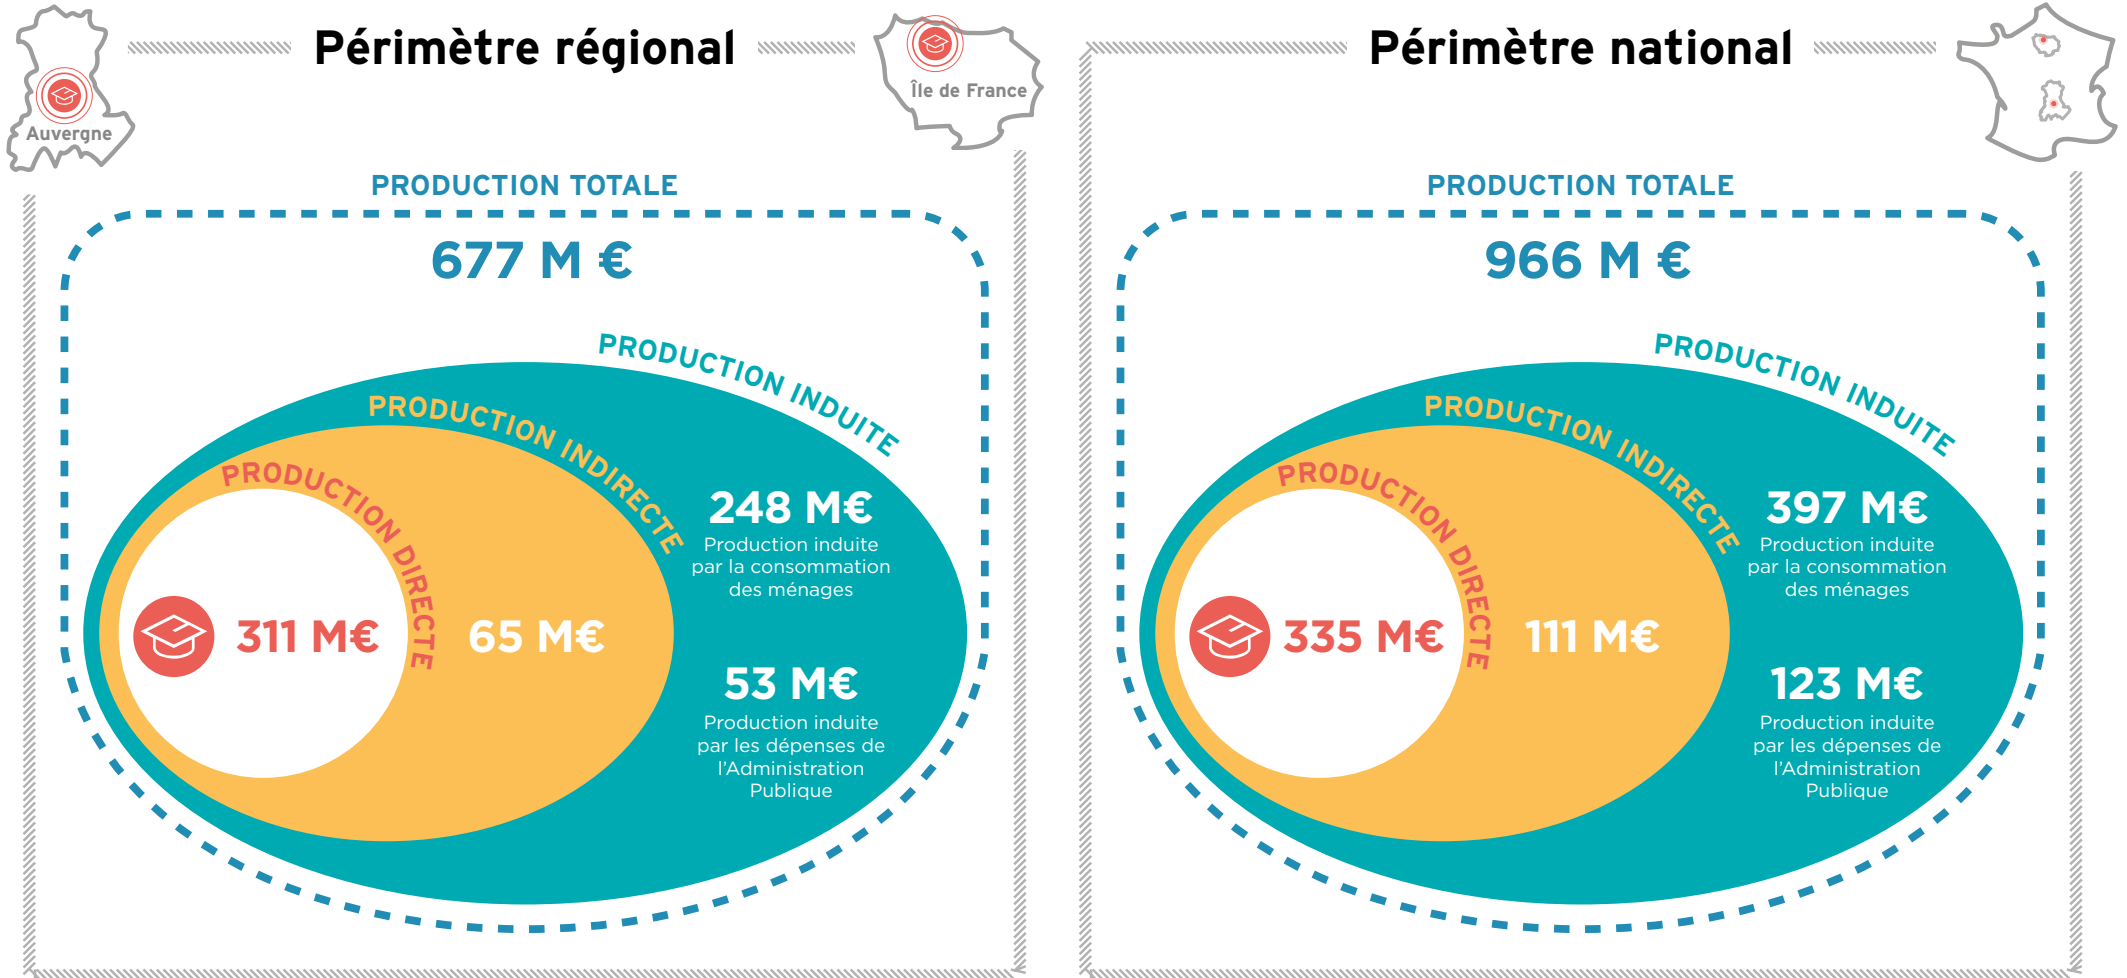 Périmètre régional
Auvergne
Île de France
PRODUCTION TOTALE
677 M €
PRODUCTION INDUITE
PRODUCTION INDIRECTE
PRODUCTION DIRECTE
248 M€
Production induite
par la consommation
des ménages
311 M€
65 M€
53 M€
Production induite
par les dépenses de
l'Administration
Publique
Périmètre national
PRODUCTION TOTALE
966 M €
PRODUCTION INDUITE
PRODUCTION INDIRECTE
PRODUCTION DIRECTE
397 M€
Production induite
par la consommation
des ménages
335 M€
111 M€
123 M€
Production induite
par les dépenses de
l'Administration
Publique